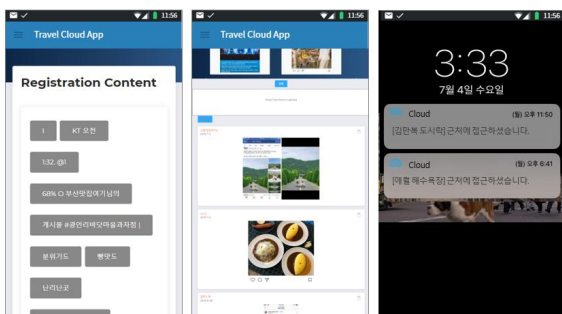 11:56
Travel Cloud App
Registration Content
|
KT 오전
1:32. @1
68% O 부산맛집여기남의
게시물 #광안리바닷마을과자점 |
분위기도
빵맛도
난리난곳
11:56
Travel Cloud App
11:56
3:33
7월 4일 수요일
Cloud
(월) 오후 11:50
[김만복 도시락] 근처에 접근하셨습니다.
Cloud
(월) 오후 6:41
[애월 해수욕장] 근처에 접근하셨습니다.